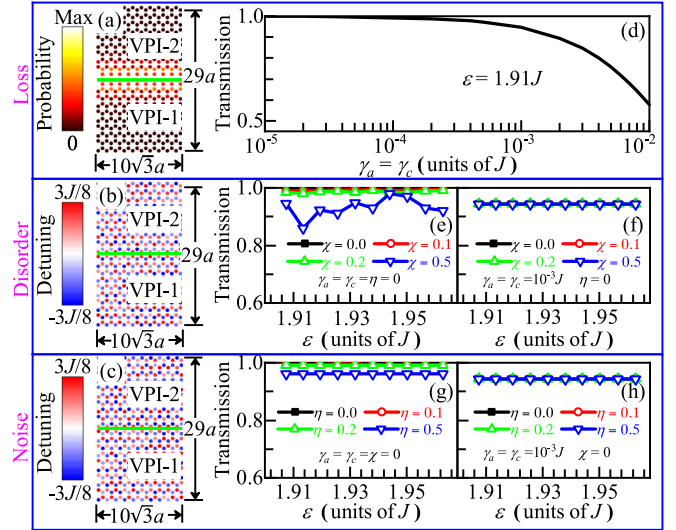 Loss
Max
Probability
0
(a)
VPI-2
VPI-1
29a
10√3a
Transmission
1.0
0.5
(d)
ε = 1.91J
10⁻⁵
10⁻⁴
10⁻³
10⁻²
γₐ = γ_c (units of J)
Disorder
3J/8
Detuning
-3J/8
(b)
VPI-2
VPI-1
29a
10√3a
Transmission
1.0
0.8
0.6
(e)
χ = 0.0
χ = 0.1
χ = 0.2
χ = 0.5
γₐ = γ_c = η = 0
1.91
1.93
1.95
ε (units of J)
(f)
χ = 0.0
χ = 0.1
χ = 0.2
χ = 0.5
γₐ = γ_c = 10⁻³J η = 0
1.91
1.93
1.95
ε (units of J)
Noise
3J/8
Detuning
-3J/8
(c)
VPI-2
VPI-1
29a
10√3a
Transmission
1.0
0.8
0.6
(g)
η = 0.0
η = 0.1
η = 0.2
η = 0.5
γₐ = γ_c = χ = 0
1.91
1.93
1.95
ε (units of J)
(h)
η = 0.0
η = 0.1
η = 0.2
η = 0.5
γₐ = γ_c = 10⁻³J χ = 0
1.91
1.93
1.95
ε (units of J)